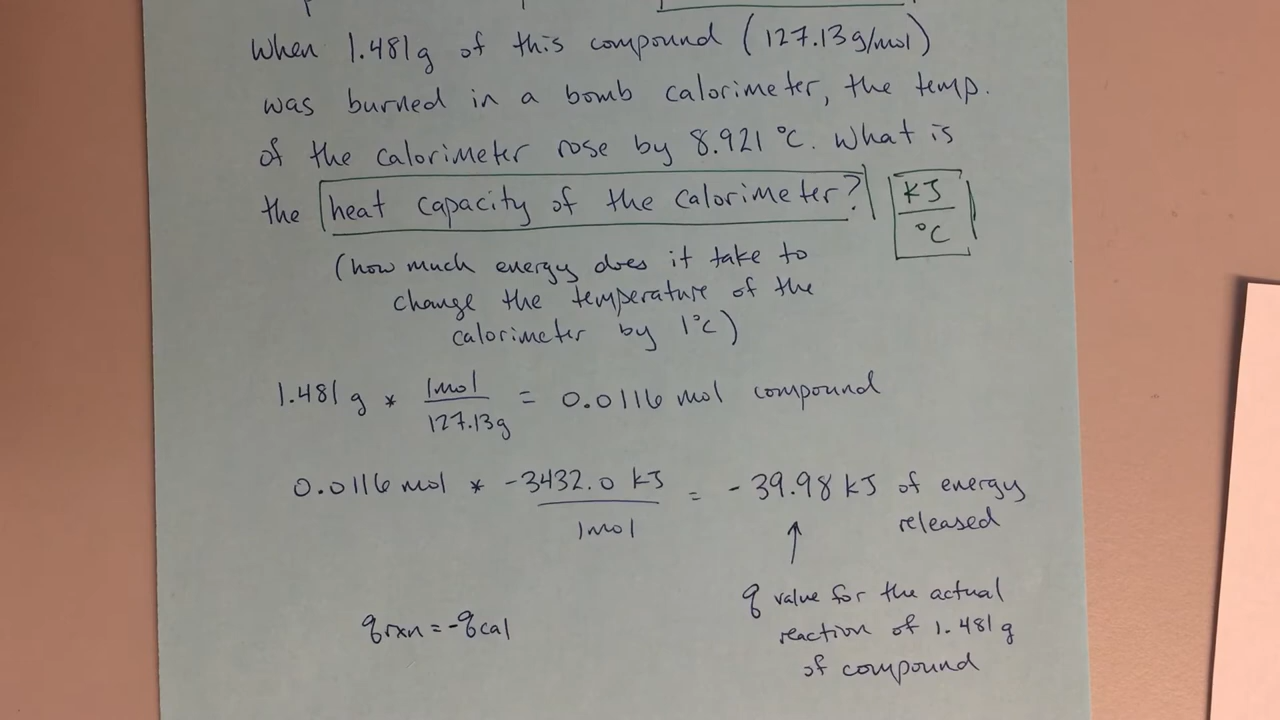 When 1.481g of this compound (127.13g/mol)
was burned in a bomb calorimeter, the temp.
of the calorimeter rose by 8.921 °C. What is
the heat capacity of the calorimeter? kJ/°C
(how much energy does it take to
change the temperature of the
calorimeter by 1°C)
1.481 g * 1mol/127.13g = 0.0116 mol compound
0.0116 mol * -3432.0 kJ/1mol = -39.98 kJ of energy
released
q value for the actual
reaction of 1.481g
of compound
qrxn = -qcal